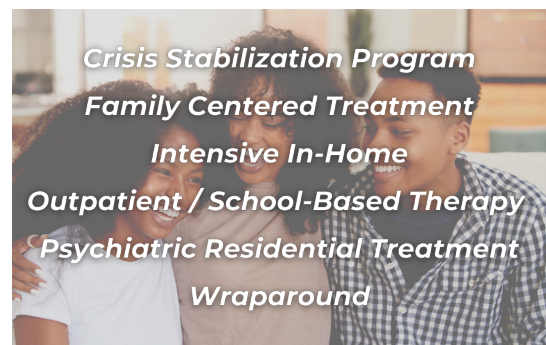 Crisis Stabilization Program
Family Centered Treatment
Intensive In-Home
Outpatient / School-Based Therapy
Psychiatric Residential Treatment
Wraparound